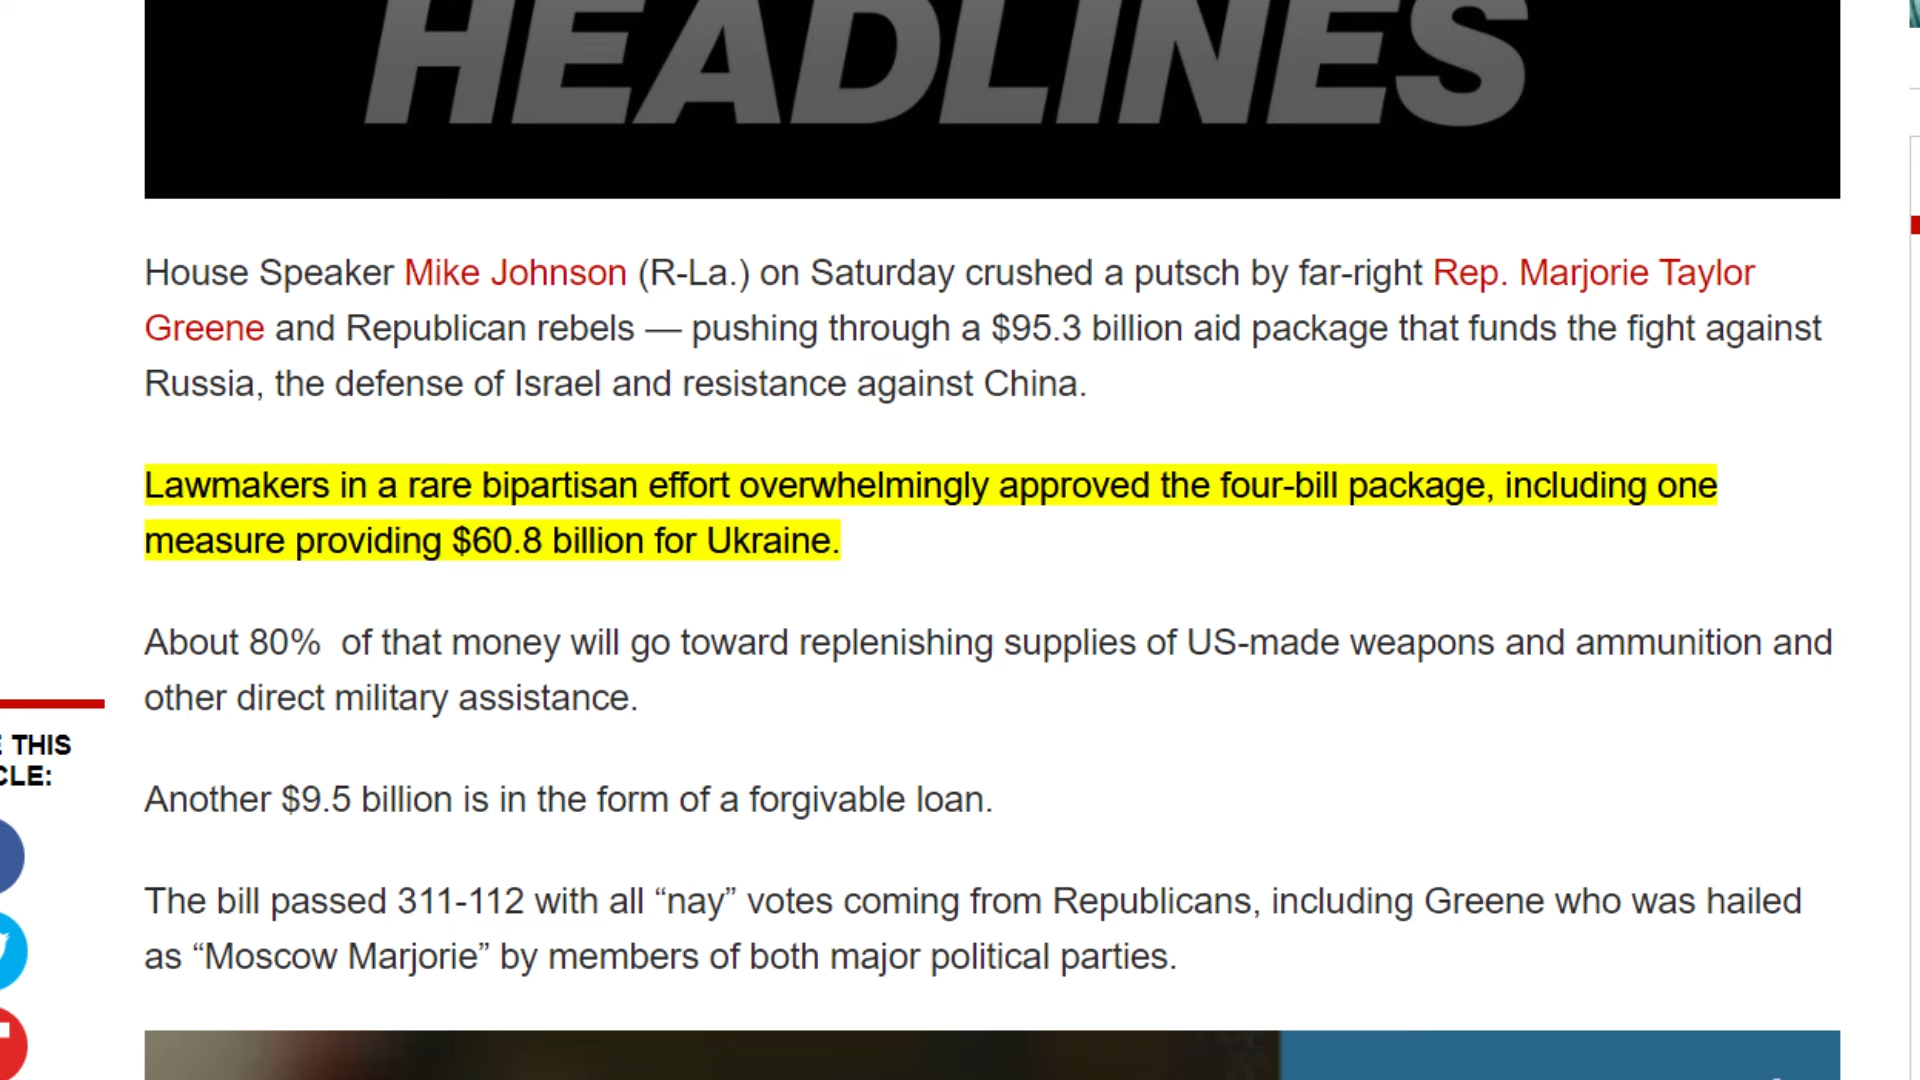 HEADLINES
House Speaker Mike Johnson (R-La.) on Saturday crushed a putsch by far-right Rep. Marjorie Taylor
Greene and Republican rebels — pushing through a $95.3 billion aid package that funds the fight against
Russia, the defense of Israel and resistance against China.
Lawmakers in a rare bipartisan effort overwhelmingly approved the four-bill package, including one
measure providing $60.8 billion for Ukraine.
About 80%  of that money will go toward replenishing supplies of US-made weapons and ammunition and
other direct military assistance.
E THIS
CLE:
Another $9.5 billion is in the form of a forgivable loan.
The bill passed 311-112 with all “nay” votes coming from Republicans, including Greene who was hailed
as “Moscow Marjorie” by members of both major political parties.